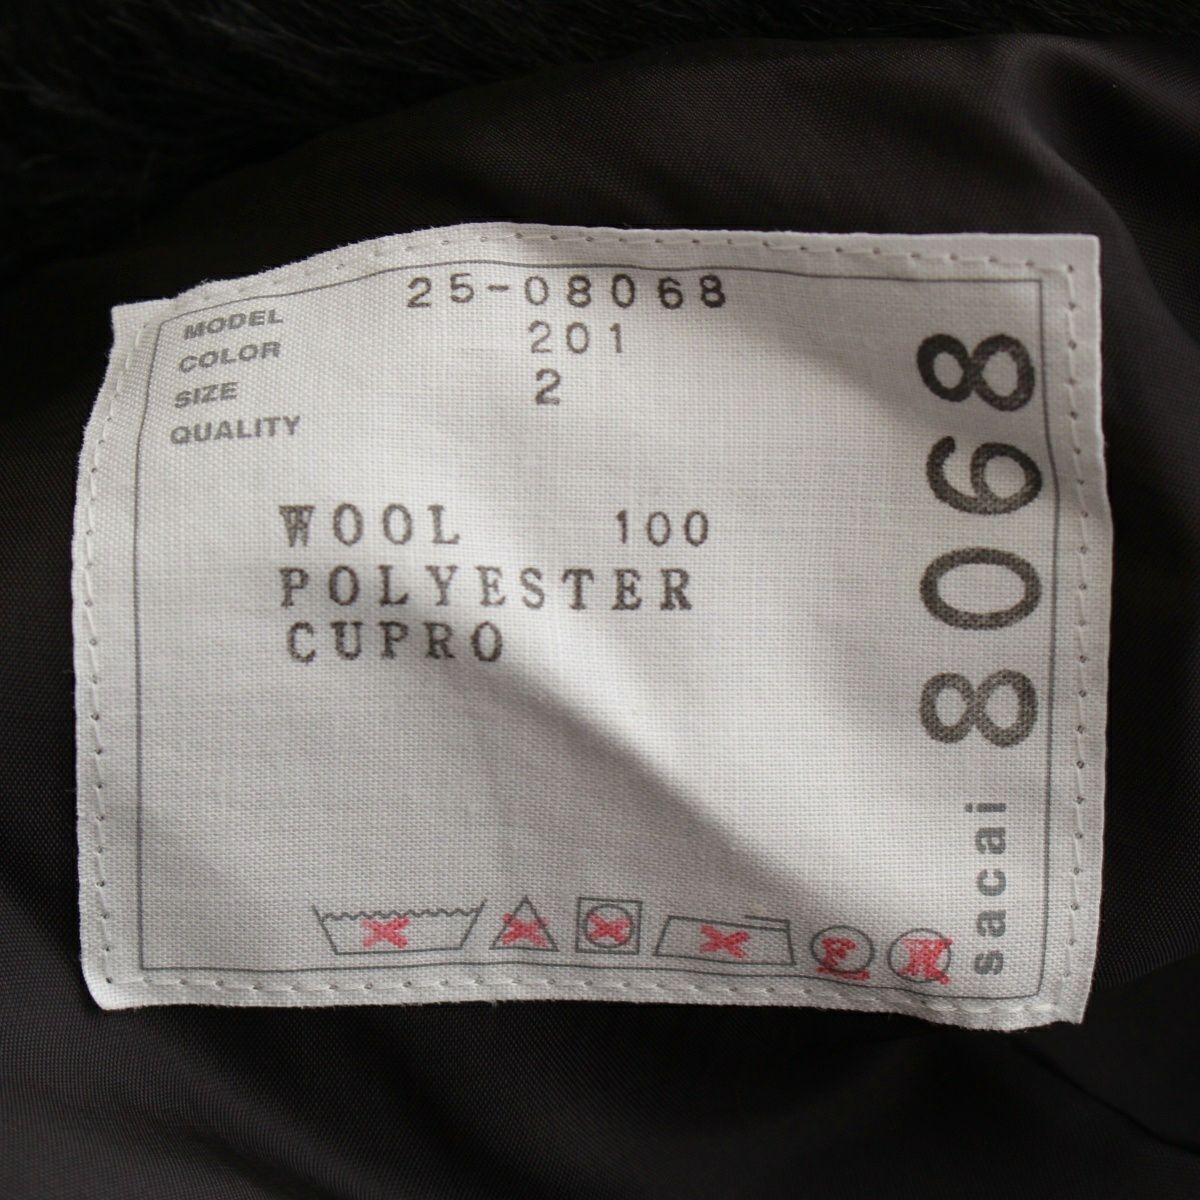 MODEL 25-08068
COLOR 201
SIZE 2
QUALITY
WOOL 100
POLYESTER
CUPRO
F W
sacai 8068